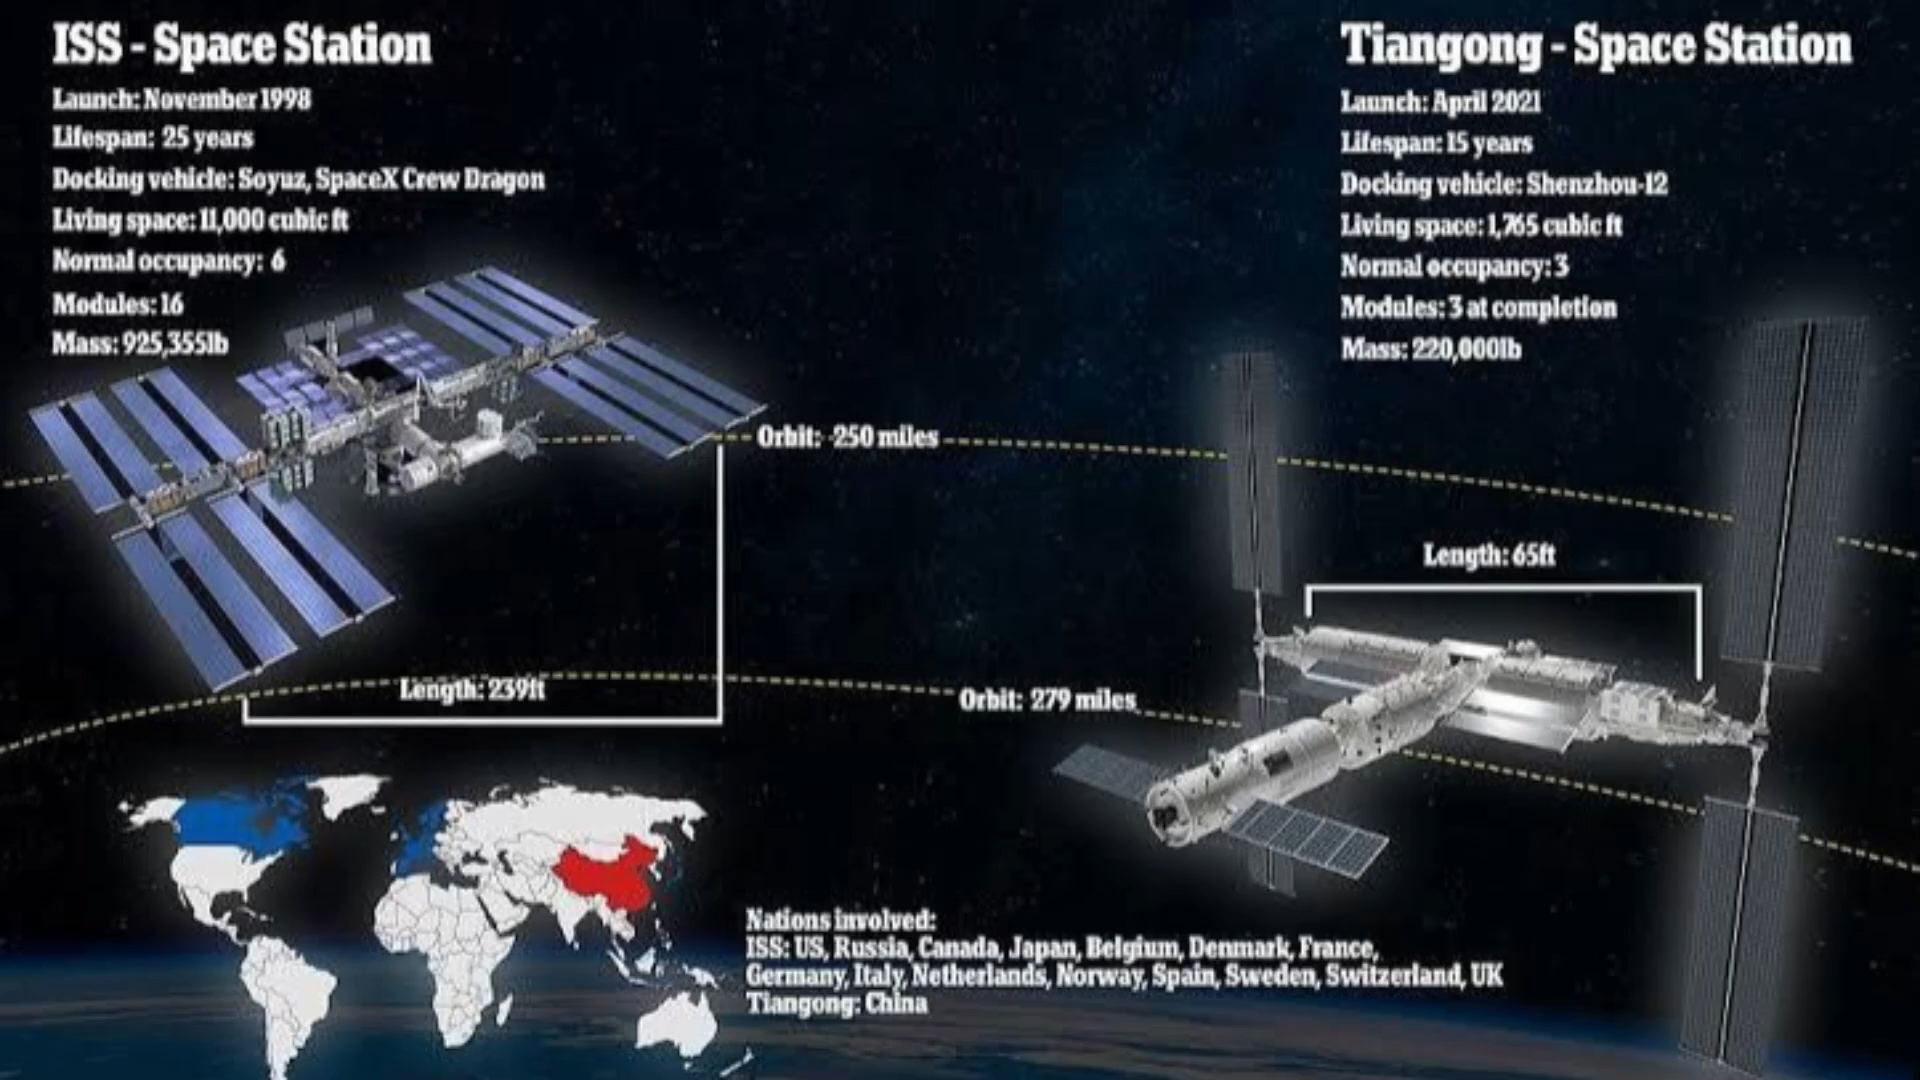 ISS - Space Station
Launch: November 1998
Lifespan: 25 years
Docking vehicle: Soyuz, SpaceX Crew Dragon
Living space: 11,000 cubic ft
Normal occupancy: 6
Modules: 16
Mass: 925,355lb
Tiangong - Space Station
Launch: April 2021
Lifespan: 15 years
Docking vehicle: Shenzhou-12
Living space: 1,765 cubic ft
Normal occupancy: 3
Modules: 3 at completion
Mass: 220,000lb
Orbit: 250 miles
Length: 65ft
Length: 239ft
Orbit: 279 miles
Nations involved:
ISS: US, Russia, Canada, Japan, Belgium, Denmark, France,
Germany, Italy, Netherlands, Norway, Spain, Sweden, Switzerland, UK
Tiangong: China